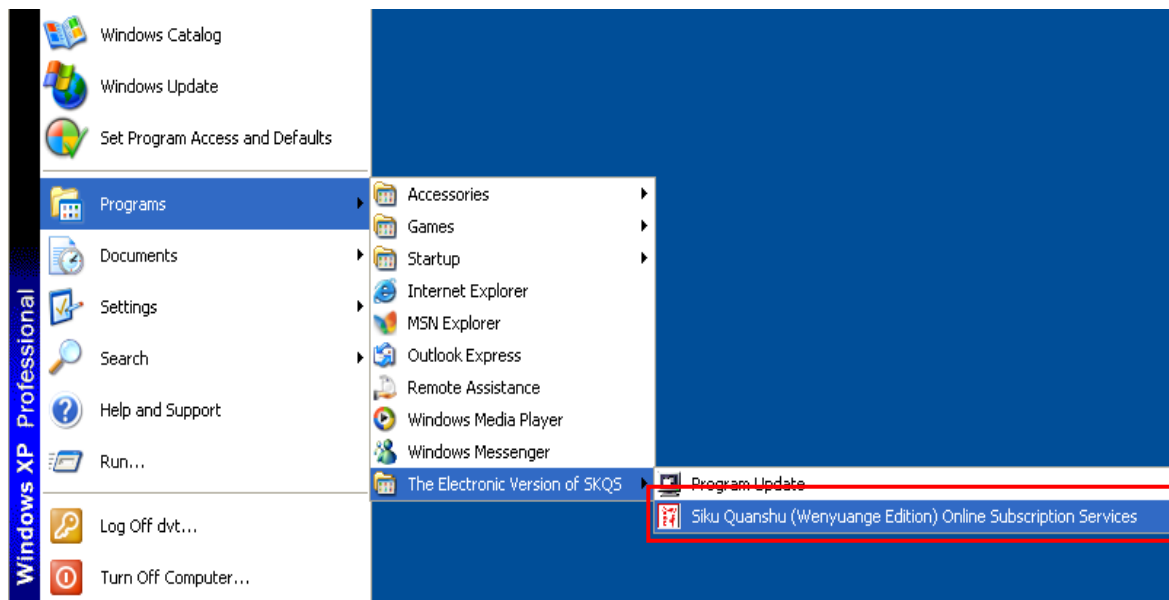 Windows Catalog
Windows Update
Set Program Access and Defaults
Programs
Documents
Settings
Search
Help and Support
Run...
Log Off dvt...
Turn Off Computer...
Windows XP Professional
Accessories
Games
Startup
Internet Explorer
MSN Explorer
Outlook Express
Remote Assistance
Windows Media Player
Windows Messenger
The Electronic Version of SKQS
Program Update
Siku Quanshu (Wenyuange Edition) Online Subscription Services